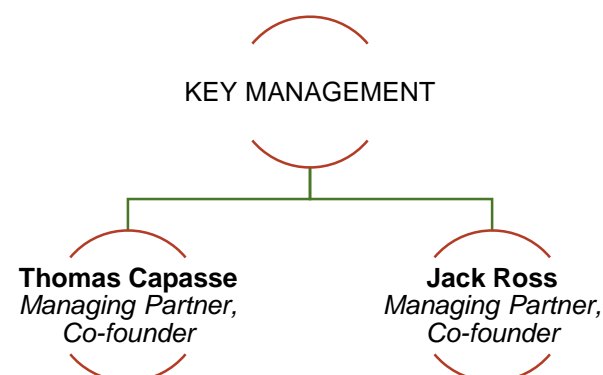 KEY MANAGEMENT
Thomas Capasse
Managing Partner,
Co-founder
Jack Ross
Managing Partner,
Co-founder